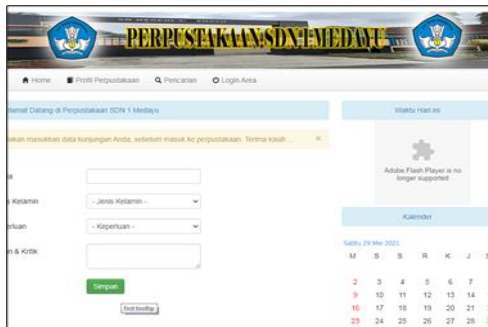 PERPUSTAKAAN SDN 1 MEDAYU
Home Profil Perpustakaan Pencarian Login Area
elamat Datang di Perpustakaan SDN 1 Medayu
akan masukkan data kunjungan Anda, sebelum masuk ke perpustakaan. Terima kasih ... ×
a
s Kelamin - Jenis Kelamin -
erluan - Keperluan -
n & Kritik
Simpan
Waktu Hari ini
Adobe Flash Player is no
longer supported
Kalender
Sabtu 29 Mei 2021
M S S R K J S
2 3 4 5 6 7
9 10 11 12 13 14
16 17 18 19 20 21
23 24 25 26 27 28